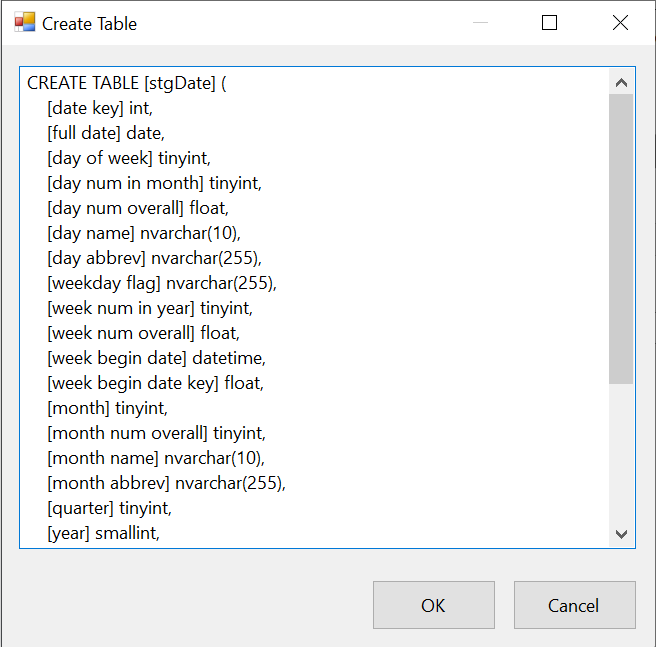 Create Table
CREATE TABLE [stgDate] (
[date key] int,
[full date] date,
[day of week] tinyint,
[day num in month] tinyint,
[day num overall] float,
[day name] nvarchar(10),
[day abbrev] nvarchar(255),
[weekday flag] nvarchar(255),
[week num in year] tinyint,
[week num overall] float,
[week begin date] datetime,
[week begin date key] float,
[month] tinyint,
[month num overall] tinyint,
[month name] nvarchar(10),
[month abbrev] nvarchar(255),
[quarter] tinyint,
[year] smallint,
OK
Cancel